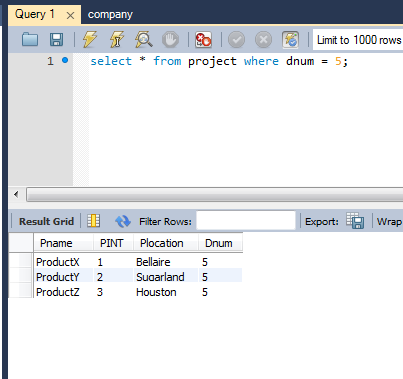 Query 1 × company
Limit to 1000 rows
1 select * from project where dnum = 5;
Result Grid Filter Rows: Export: Wrap
Pname PINT Plocation Dnum
ProductX 1 Bellaire 5
ProductY 2 Sugarland 5
ProductZ 3 Houston 5